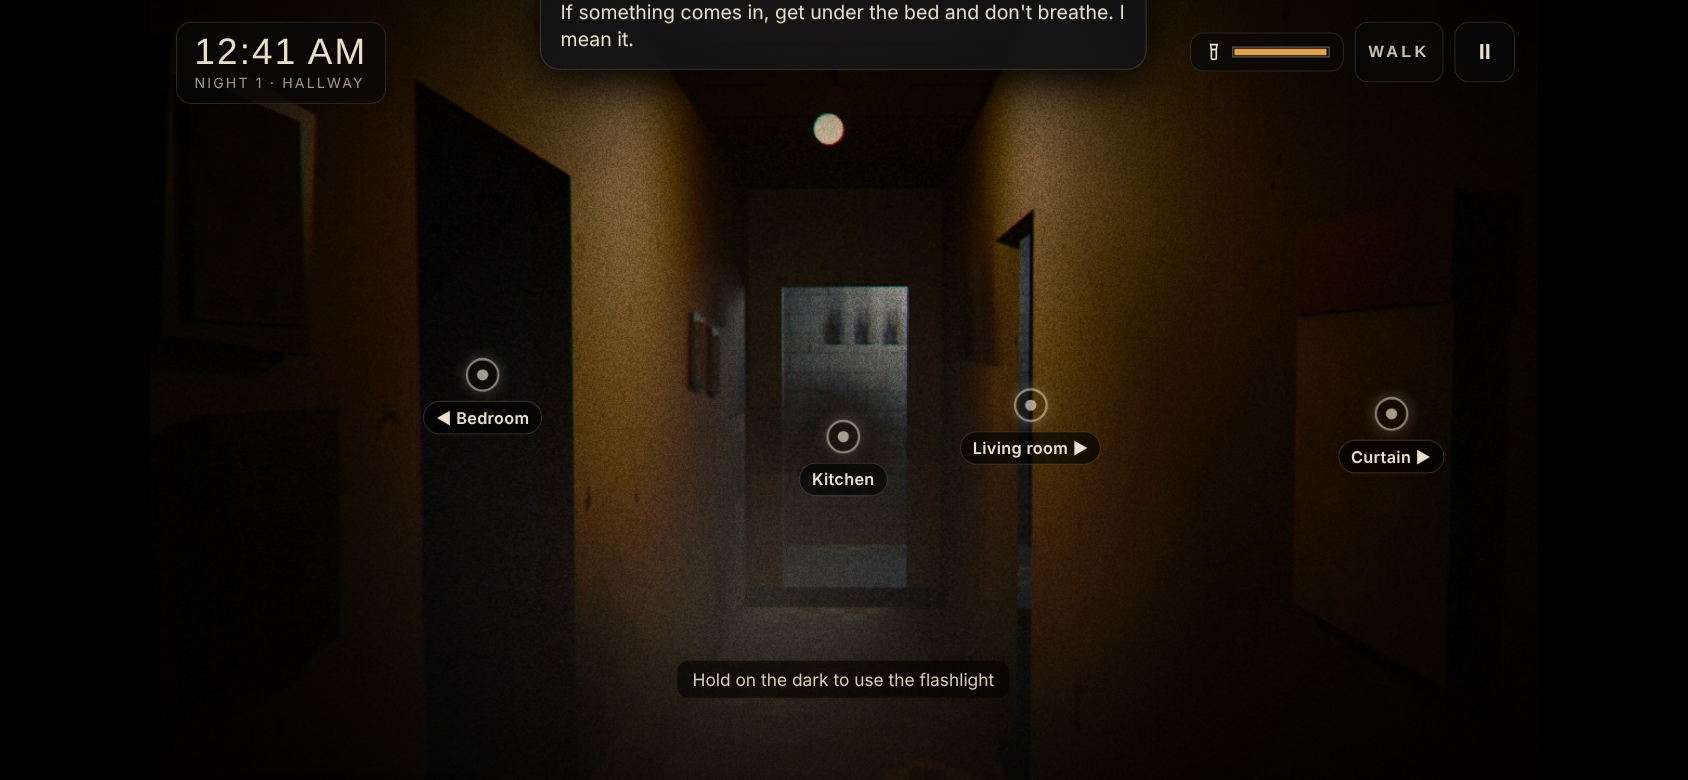 If something comes in, get under the bed and don't breathe. I
mean it.
12:41 AM
NIGHT 1 · HALLWAY
WALK
◀ Bedroom
Kitchen
Living room ▶
Curtain ▶
Hold on the dark to use the flashlight